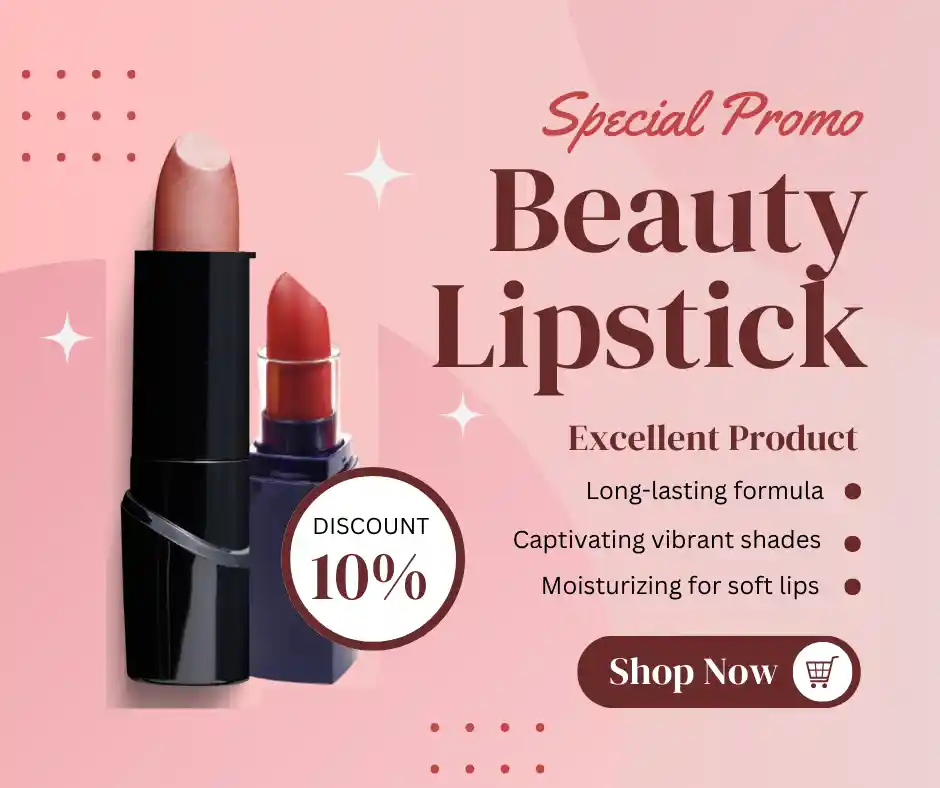 Special Promo
Beauty
Lipstick
Excellent Product
Long-lasting formula
Captivating vibrant shades
Moisturizing for soft lips
DISCOUNT
10%
Shop Now